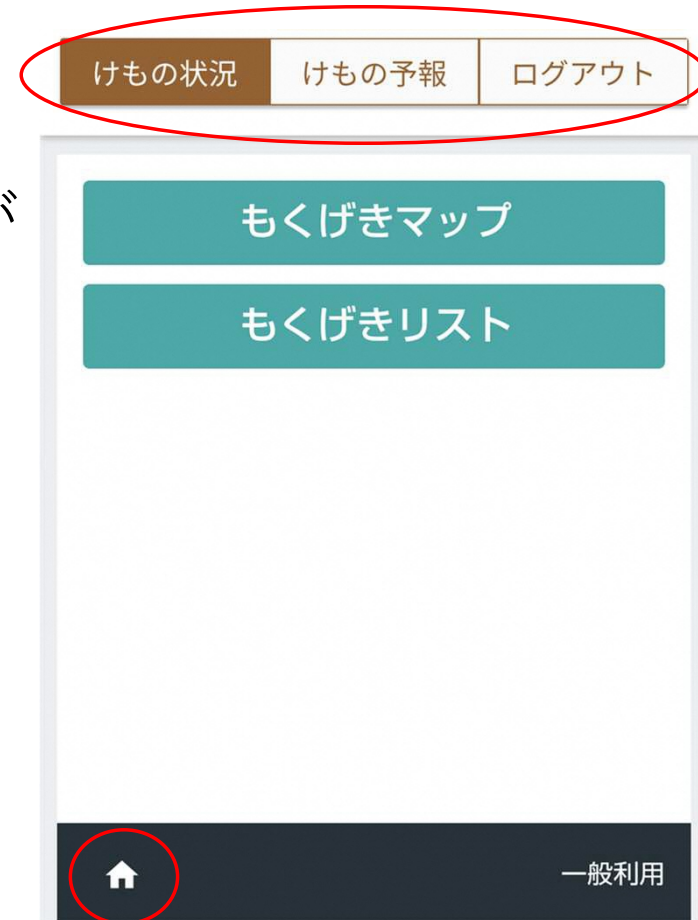 けもの状況 けもの予報 ログアウト
が
もくげきマップ
もくげきリスト
一般利用